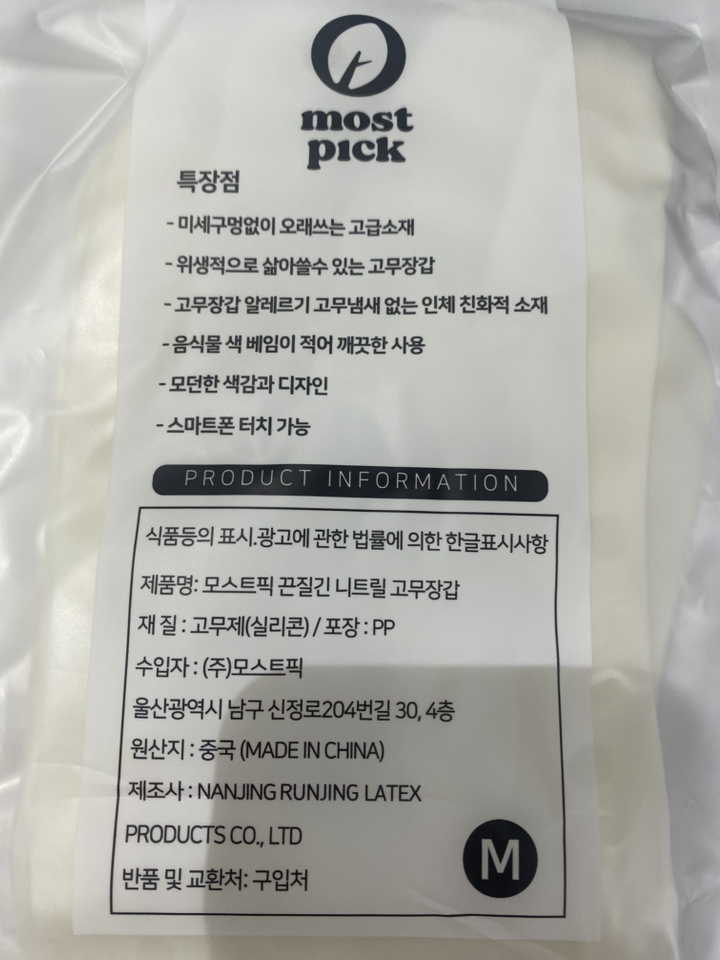 most
pick
특장점
- 미세구멍없이 오래쓰는 고급소재
- 위생적으로 삶아쓸수 있는 고무장갑
- 고무장갑 알레르기 고무냄새 없는 인체 친화적 소재
- 음식물 색 베임이 적어 깨끗한 사용
- 모던한 색감과 디자인
- 스마트폰 터치 가능
PRODUCT INFORMATION
식품등의 표시.광고에 관한 법률에 의한 한글표시사항
제품명: 모스트픽 끈질긴 니트릴 고무장갑
재 질 : 고무제(실리콘) / 포장 : PP
수입자 : (주)모스트픽
울산광역시 남구 신정로204번길 30, 4층
원산지 : 중국 (MADE IN CHINA)
제조사 : NANJING RUNJING LATEX
PRODUCTS CO., LTD
반품 및 교환처: 구입처
M